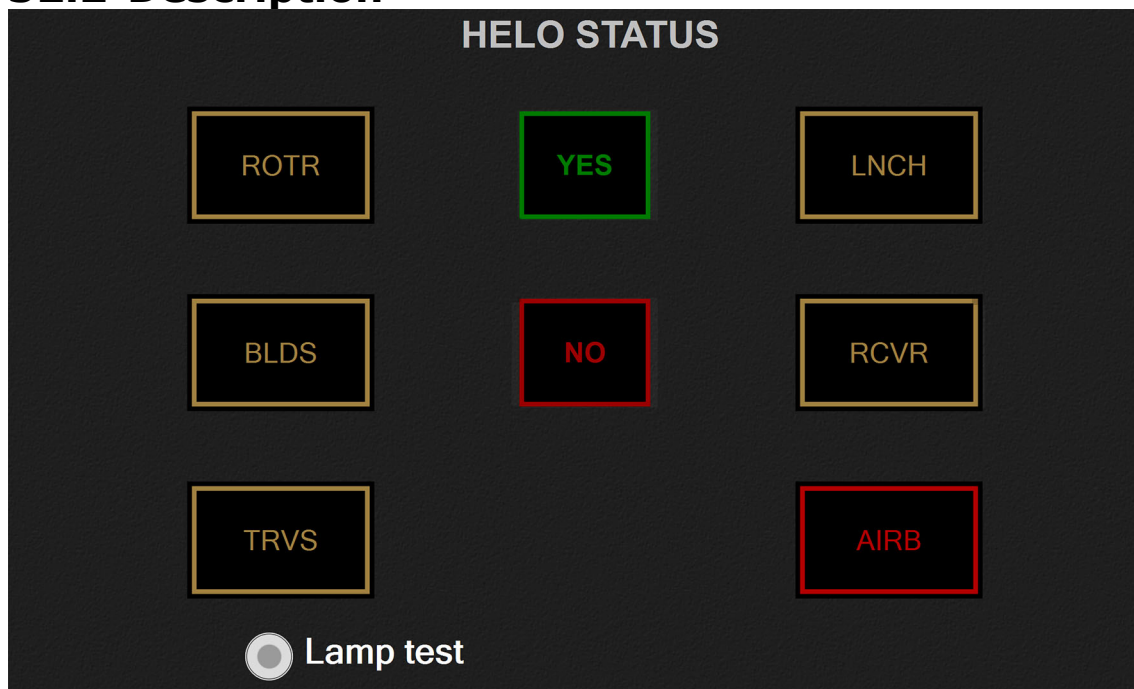 HELO STATUS
ROTR YES LNCH
BLDS NO RCVR
TRVS AIRB
Lamp test